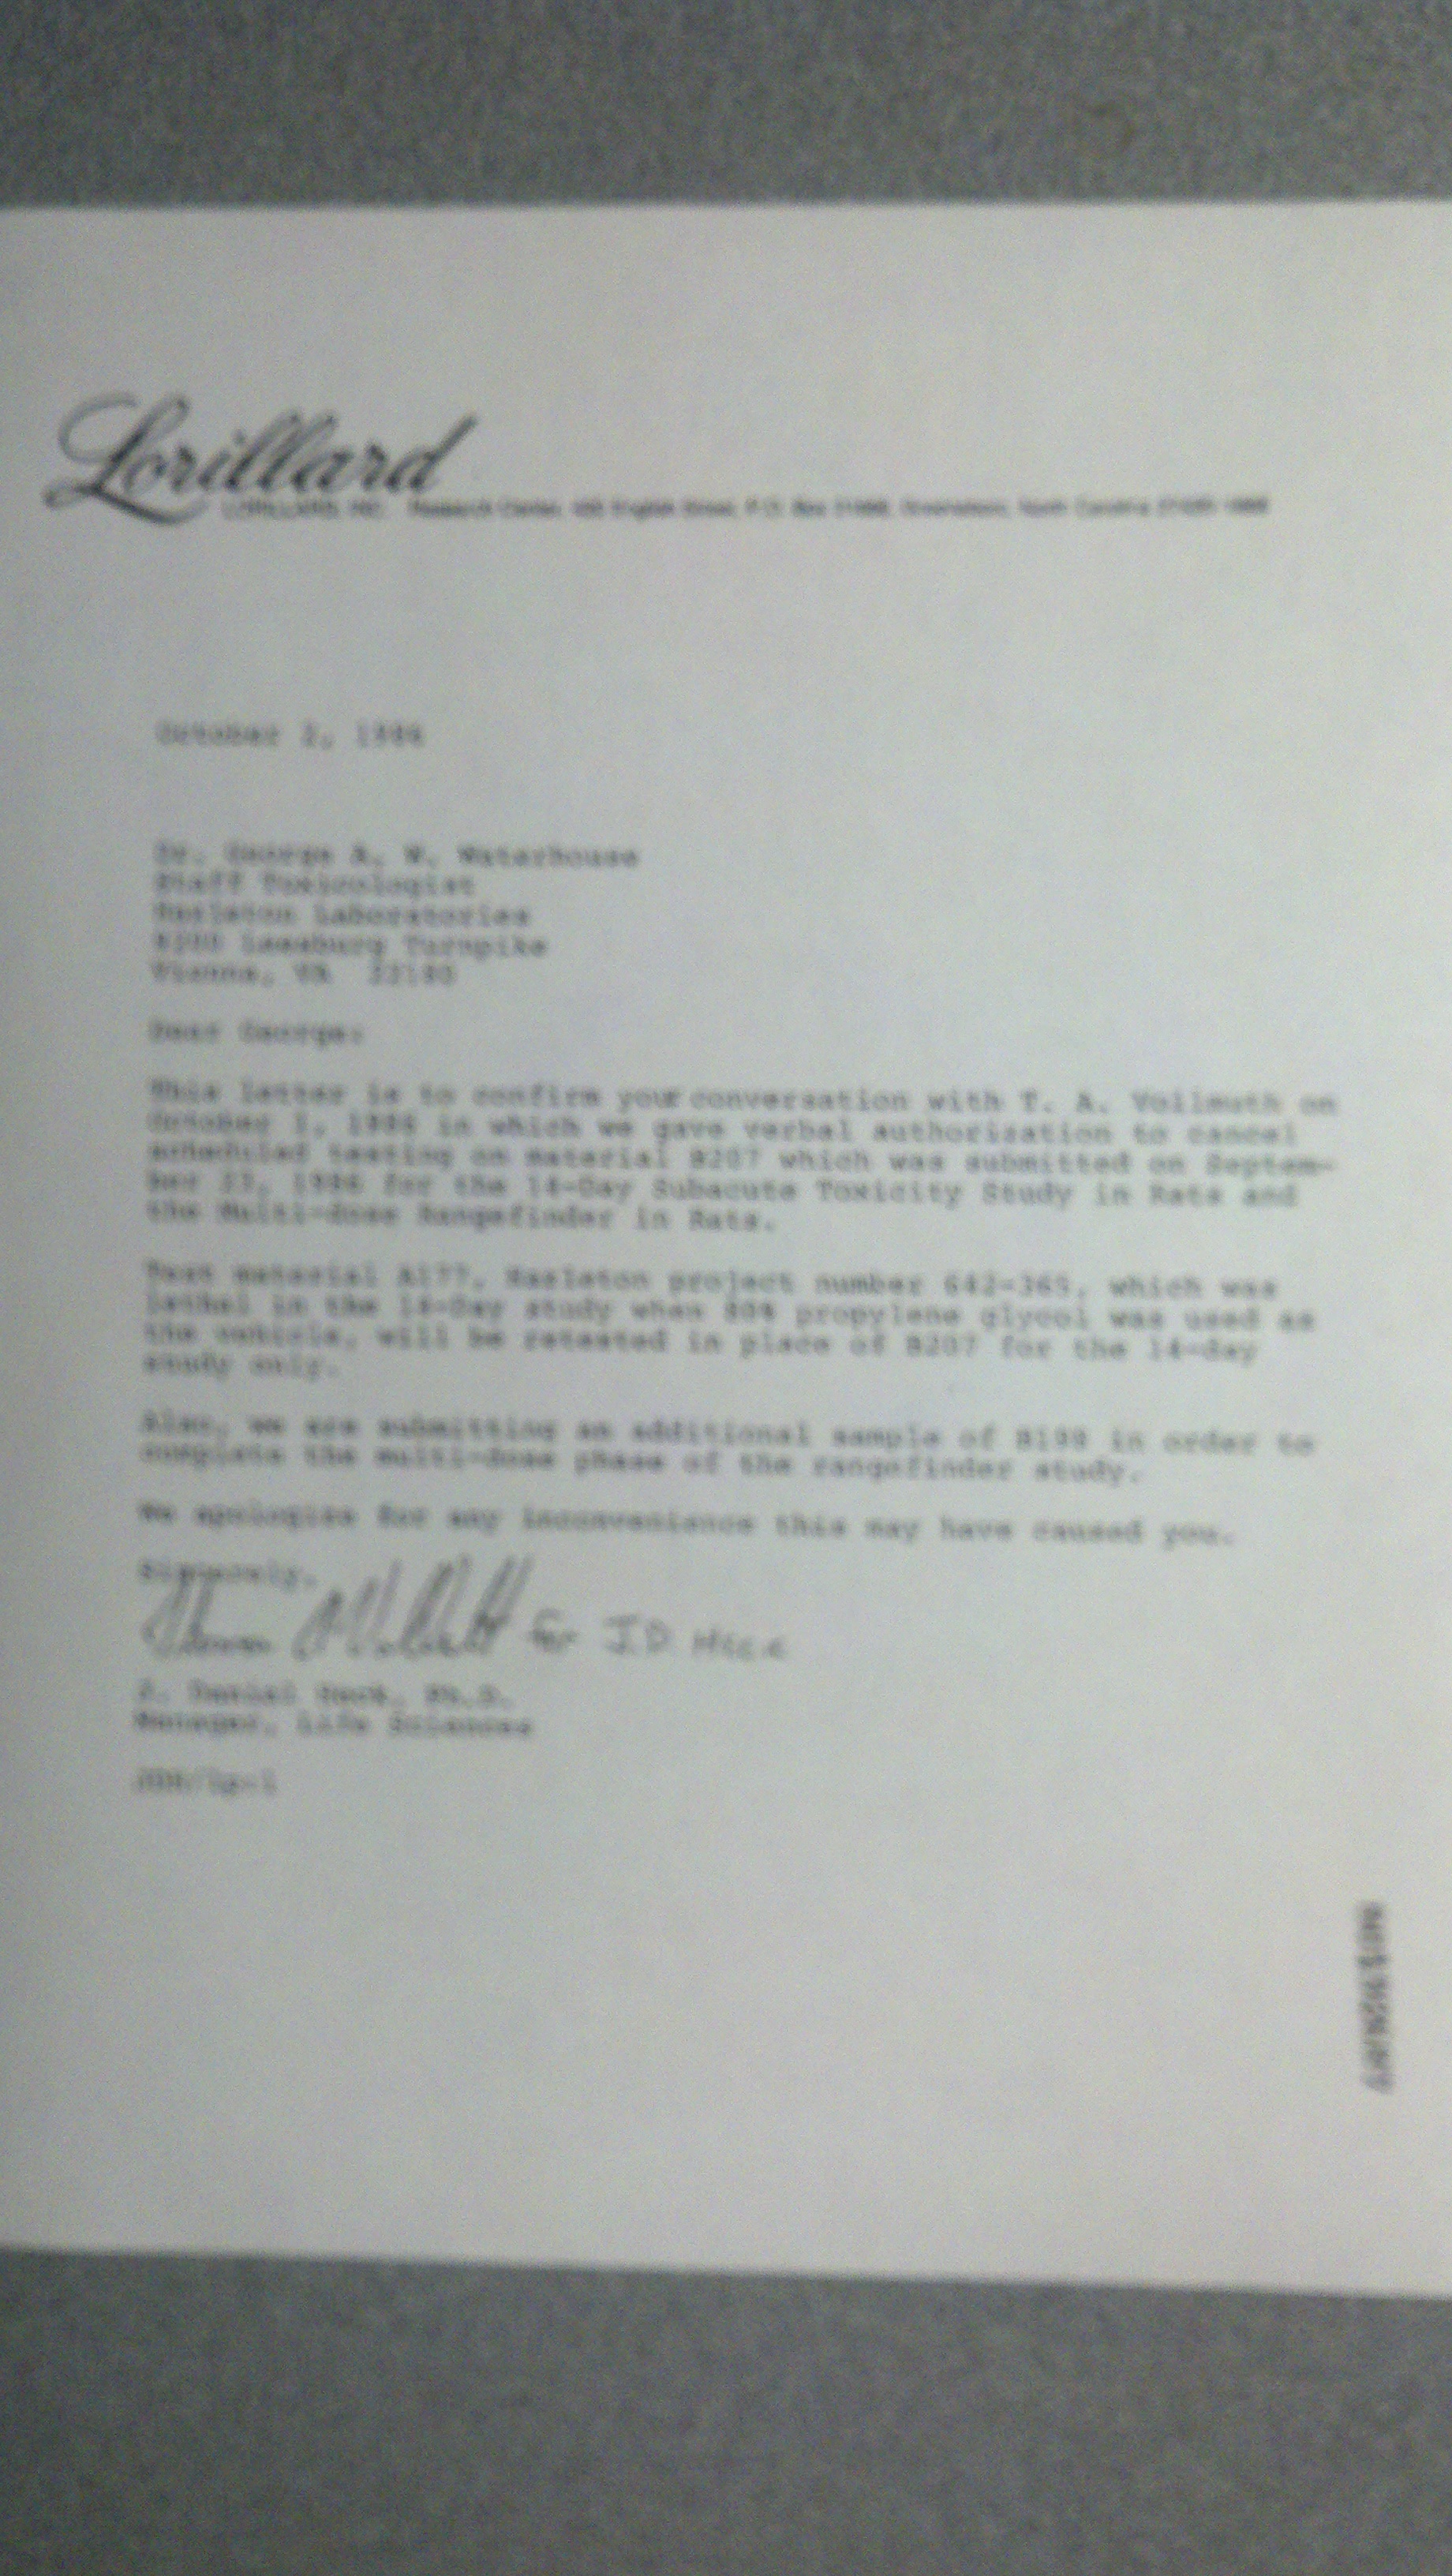 Lorillard
LORILLARD, INC. Research Center, 420 English Street, P.O. Box 21688, Greensboro, North Carolina 27420-1688
October 2, 1986
Dr. George A. W. Waterhouse
Staff Toxicologist
Hazleton Laboratories
9200 Leesburg Turnpike
Vienna, VA 22180
Dear George:
This letter is to confirm your conversation with T. A. Vollmuth on
October 1, 1986 in which we gave verbal authorization to cancel
scheduled testing on material B207 which was submitted on Septem-
ber 23, 1986 for the 14-Day Subacute Toxicity Study in Rats and
the Multi-dose Rangefinder in Rats.
Test material A177, Hazleton project number 642-365, which was
lethal in the 14-Day study when 80% propylene glycol was used as
the vehicle, will be retested in place of B207 for the 14-day
study only.
Also, we are submitting an additional sample of B198 in order to
complete the multi-dose phase of the rangefinder study.
We apologize for any inconvenience this may have caused you.
Sincerely,
for J.D. Heck
J. Daniel Heck, Ph.D.
Manager, Life Sciences
JDH/lp-1